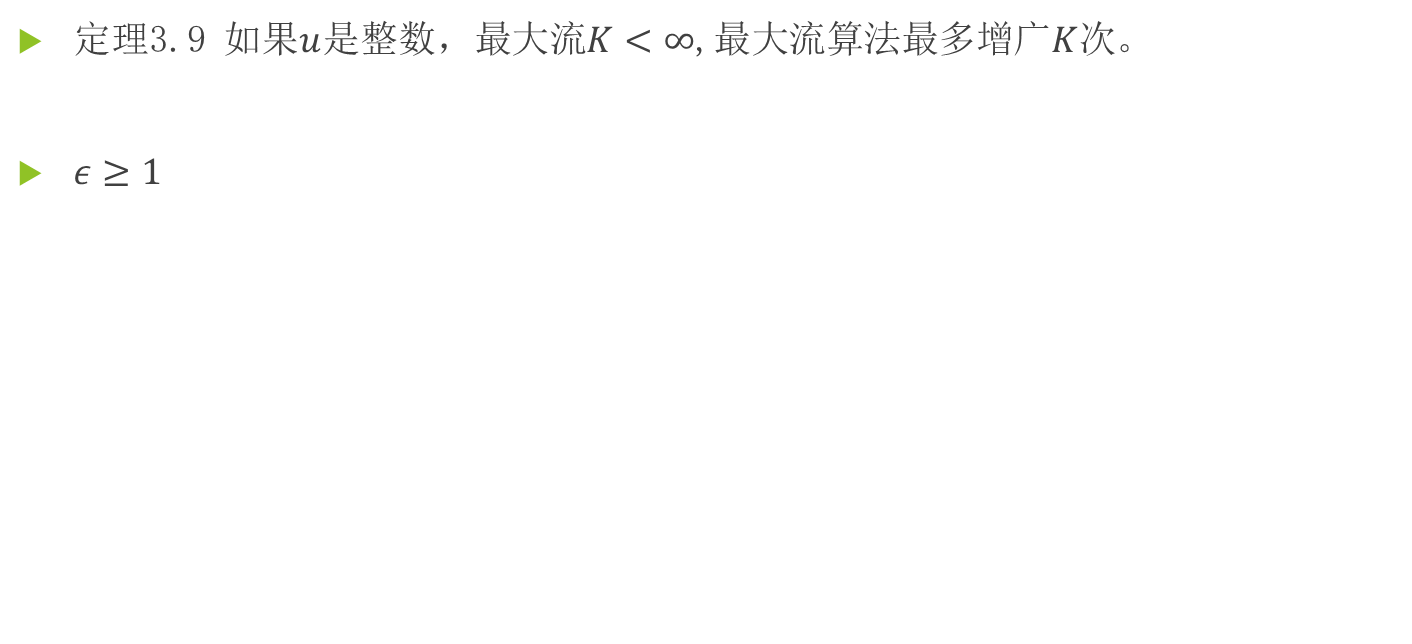 定理3.9 如果𝑢是整数，最大流𝐾 < ∞, 最大流算法最多增广𝐾次。
𝜖 ≥ 1